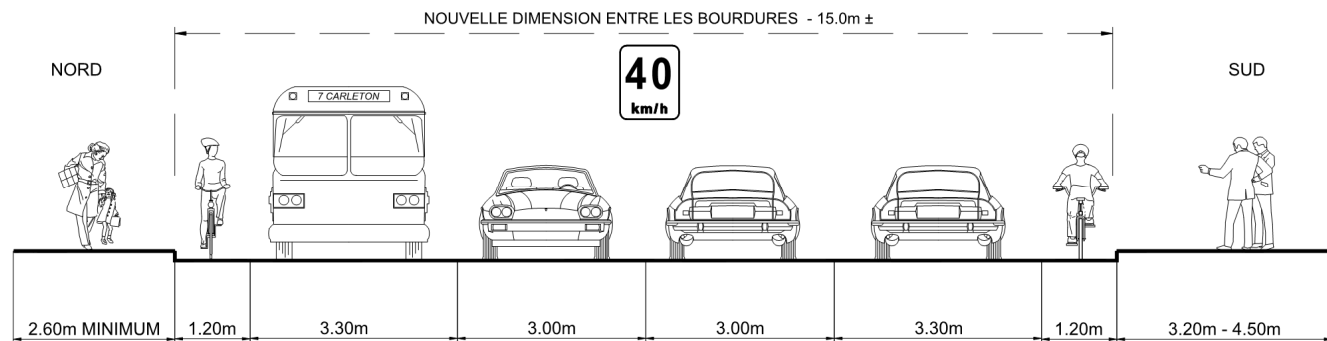 NOUVELLE DIMENSION ENTRE LES BOURDURES - 15.0m ±
NORD
40
km/h
SUD
7 CARLETON
2.60m MINIMUM
1.20m
3.30m
3.00m
3.00m
3.30m
1.20m
3.20m - 4.50m